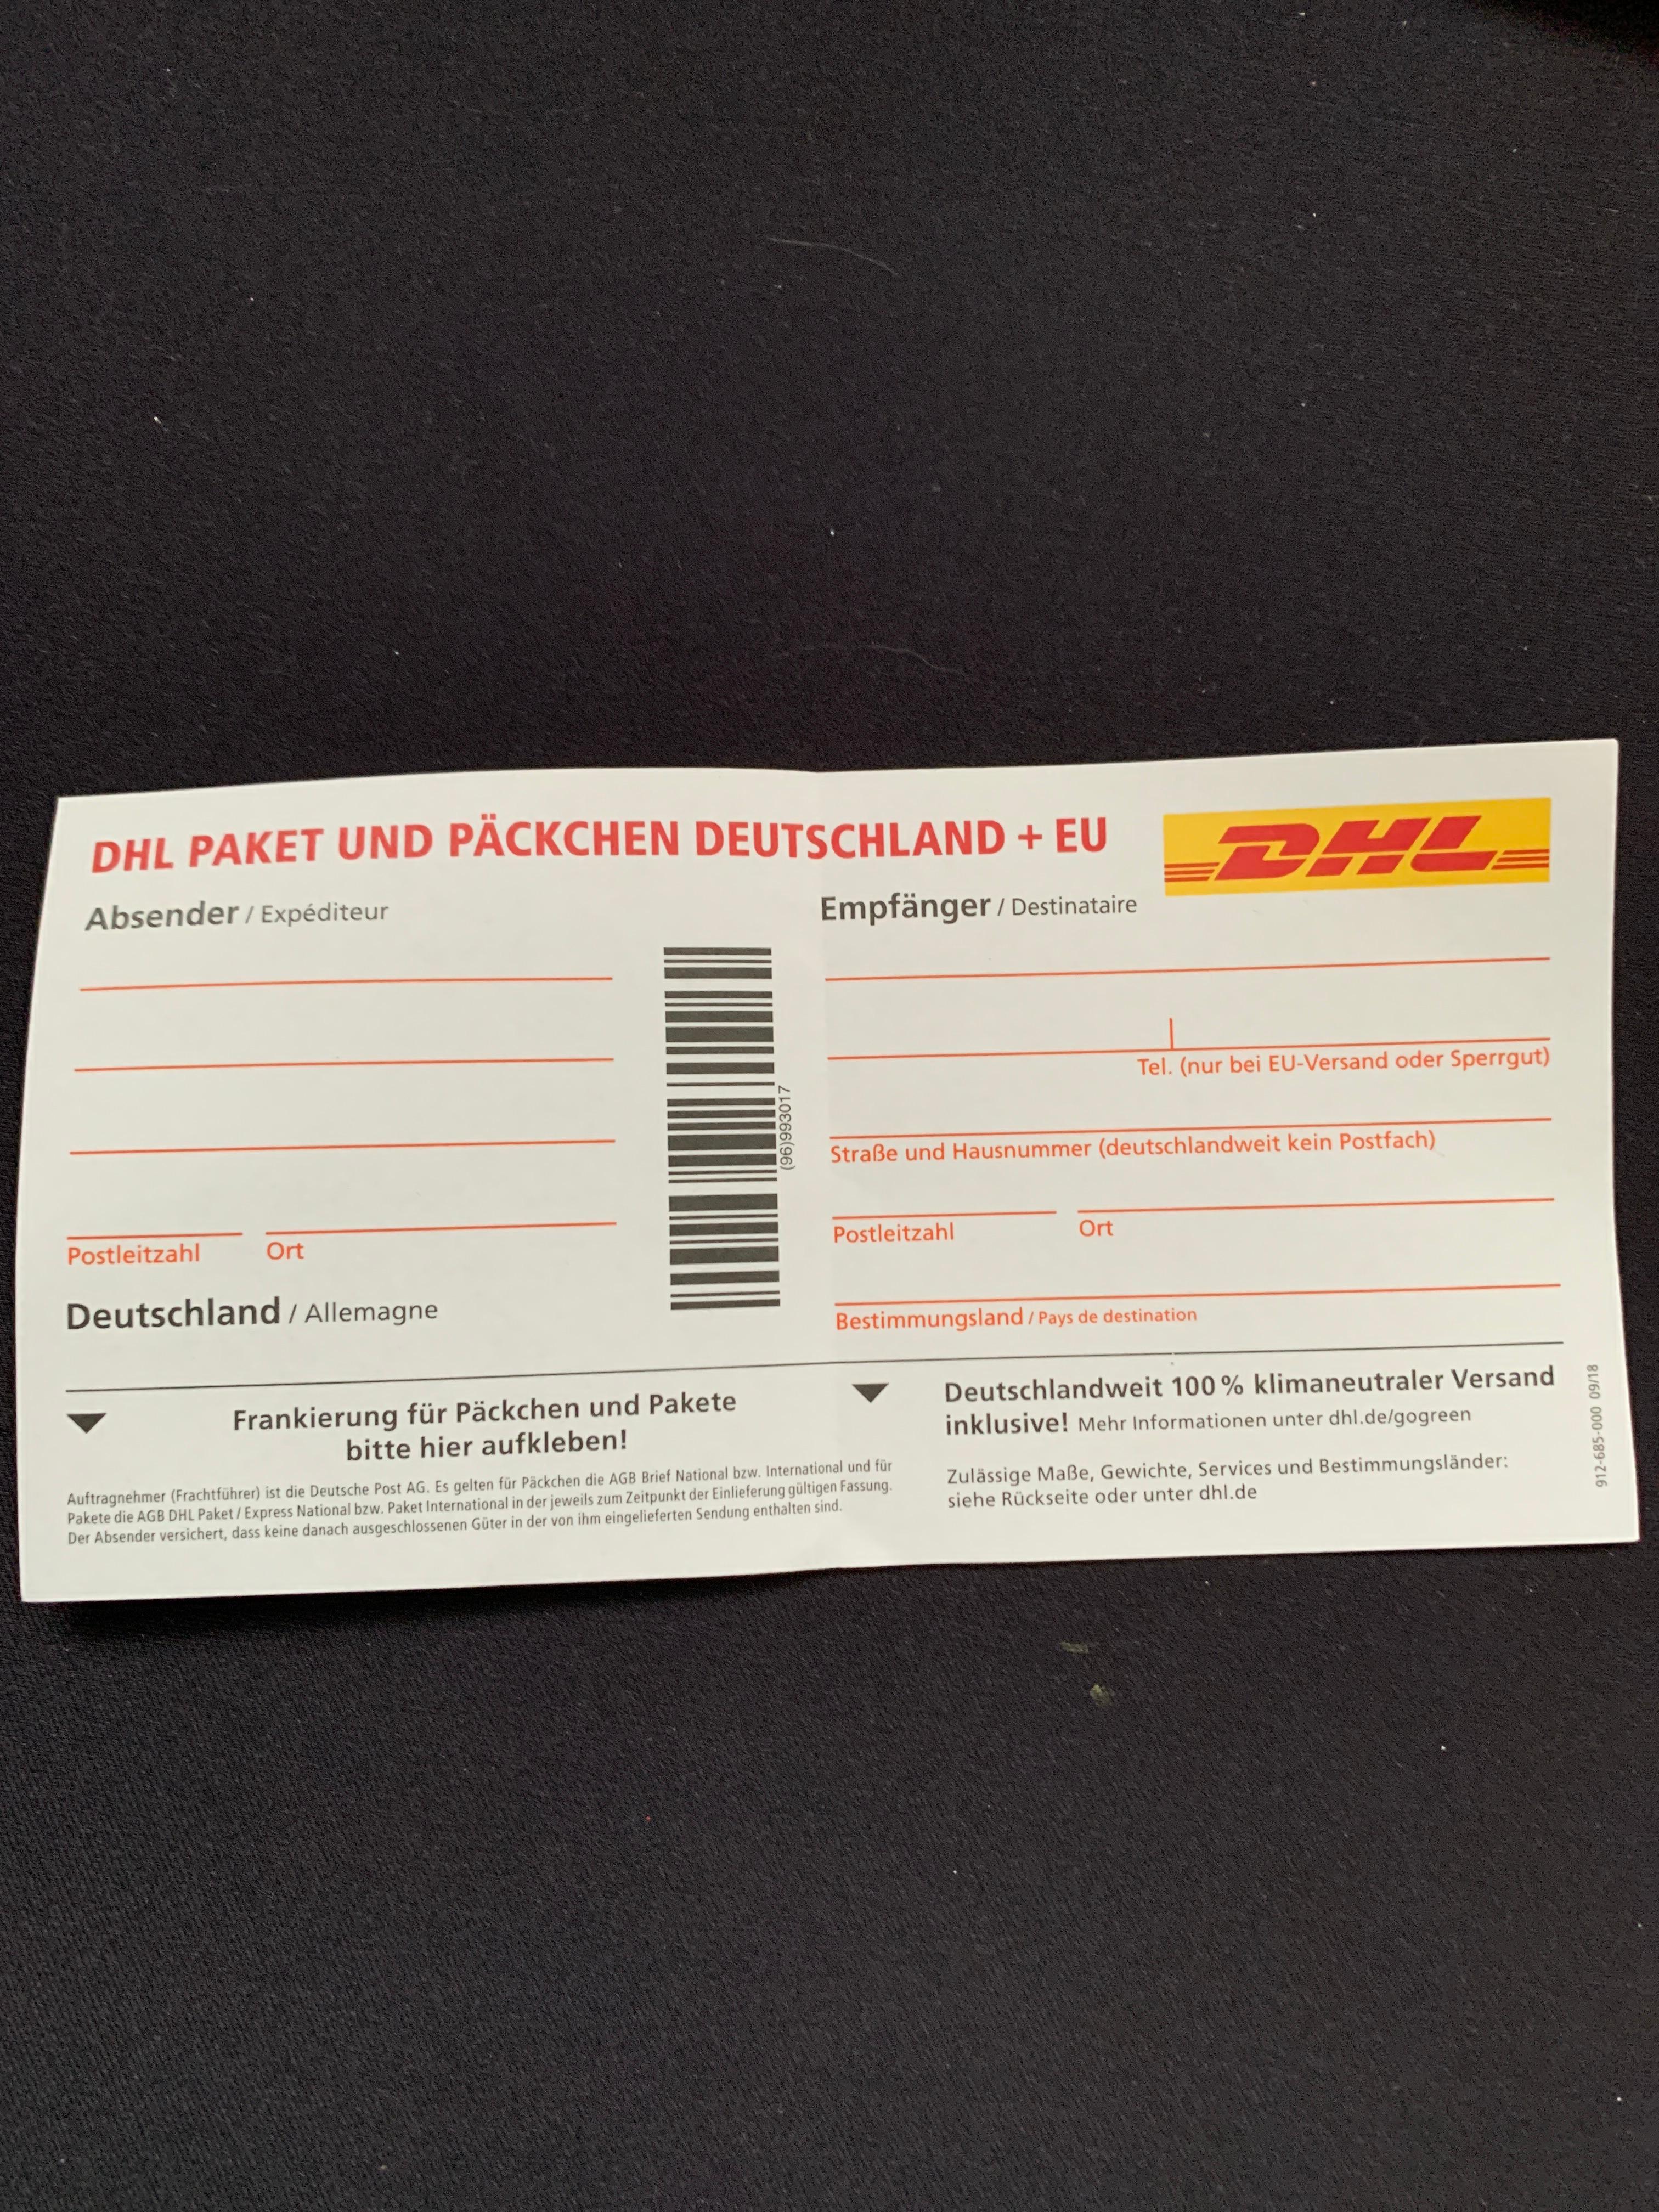 DHL PAKET UND PÄCKCHEN DEUTSCHLAND + EU
DHL
Absender / Expéditeur
Postleitzahl Ort
Deutschland / Allemagne
(96)993017
Empfänger / Destinataire
Tel. (nur bei EU-Versand oder Sperrgut)
Straße und Hausnummer (deutschlandweit kein Postfach)
Postleitzahl Ort
Bestimmungsland / Pays de destination
Frankierung für Päckchen und Pakete
bitte hier aufkleben!
Auftragnehmer (Frachtführer) ist die Deutsche Post AG. Es gelten für Päckchen die AGB Brief National bzw. International und für
Pakete die AGB DHL Paket / Express National bzw. Paket International in der jeweils zum Zeitpunkt der Einlieferung gültigen Fassung.
Der Absender versichert, dass keine danach ausgeschlossenen Güter in der von ihm eingelieferten Sendung enthalten sind.
Deutschlandweit 100 % klimaneutraler Versand
inklusive! Mehr Informationen unter dhl.de/gogreen
Zulässige Maße, Gewichte, Services und Bestimmungsländer:
siehe Rückseite oder unter dhl.de
912-685-000 09/18